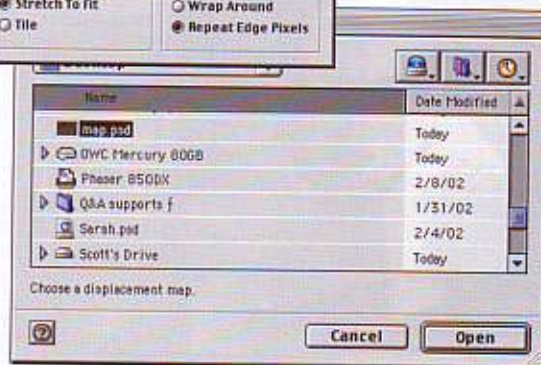 Stretch To Fit
Wrap Around
Tile
Repeat Edge Pixels
Name
Date Modified
map.psd
Today
OWC Mercury 80GB
Today
Phaser 850DX
2/8/02
Q&A supports ƒ
1/31/02
Sarah.psd
2/4/02
Scott's Drive
Today
Choose a displacement map.
Cancel
Open